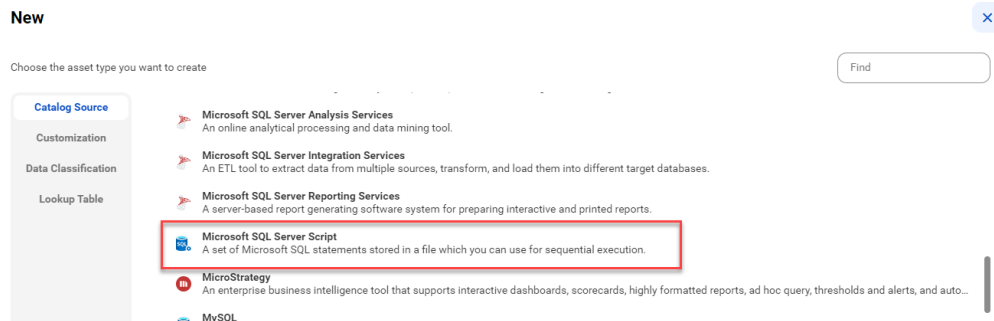 New
Choose the asset type you want to create
Find
Catalog Source
Customization
Data Classification
Lookup Table
Microsoft SQL Server Analysis Services
An online analytical processing and data mining tool.
Microsoft SQL Server Integration Services
An ETL tool to extract data from multiple sources, transform, and load them into different target databases.
Microsoft SQL Server Reporting Services
A server-based report generating software system for preparing interactive and printed reports.
SQL
Microsoft SQL Server Script
A set of Microsoft SQL statements stored in a file which you can use for sequential execution.
MicroStrategy
An enterprise business intelligence tool that supports interactive dashboards, scorecards, highly formatted reports, ad hoc query, thresholds and alerts, and auto...
MySQL